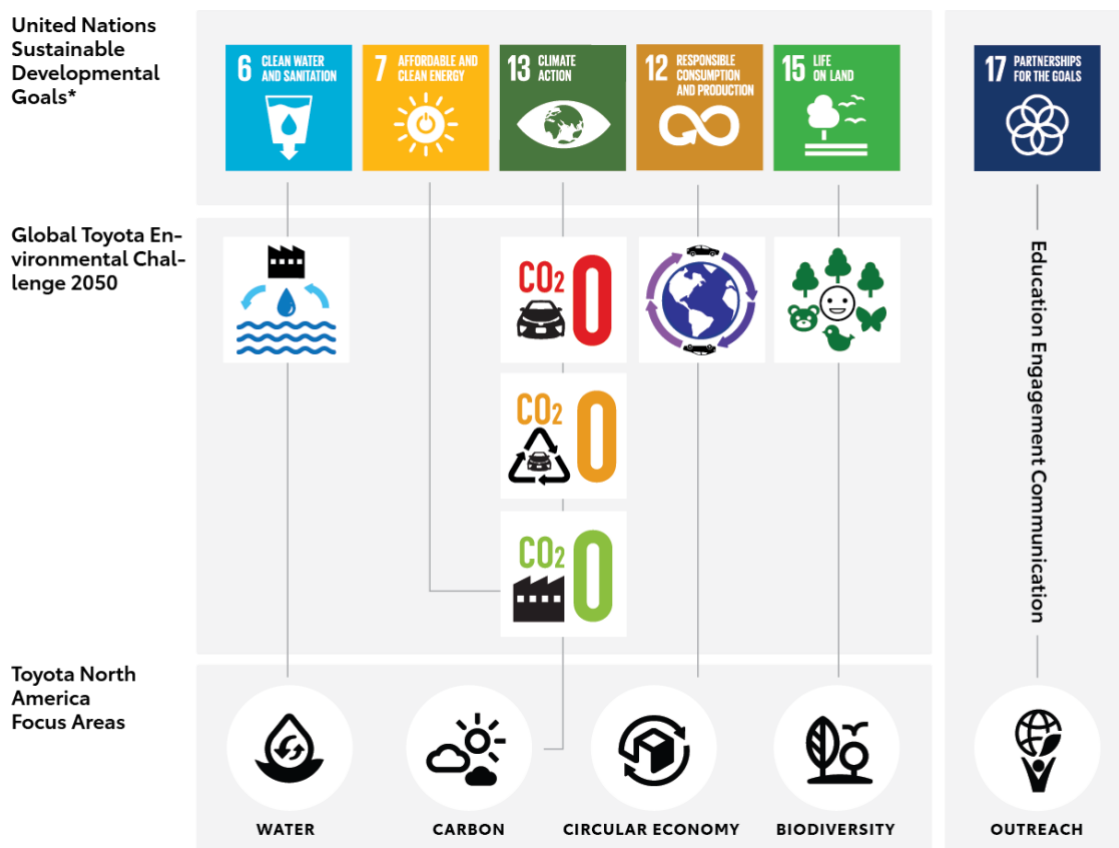 United Nations
Sustainable
Developmental
Goals*
6 CLEAN WATER
AND SANITATION
7 AFFORDABLE AND
CLEAN ENERGY
13 CLIMATE
ACTION
12 RESPONSIBLE
CONSUMPTION
AND PRODUCTION
15 LIFE
ON LAND
17 PARTNERSHIPS
FOR THE GOALS
Global Toyota En-
vironmental Chal-
lenge 2050
CO2 0
CO2 0
CO2 0
Education Engagement Communication
Toyota North
America
Focus Areas
WATER
CARBON
CIRCULAR ECONOMY
BIODIVERSITY
OUTREACH